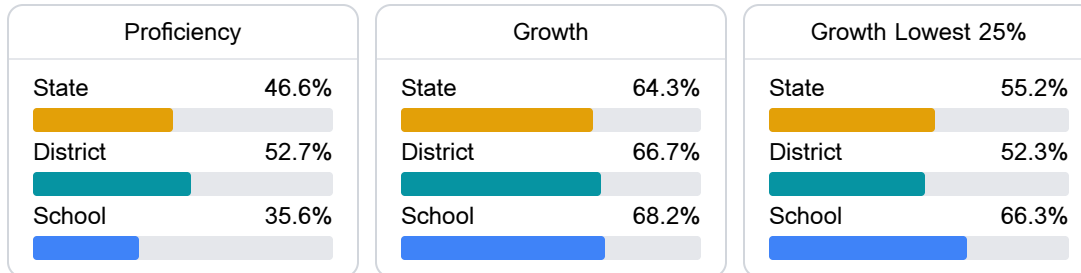 Proficiency
State 46.6%
District 52.7%
School 35.6%
Growth
State 64.3%
District 66.7%
School 68.2%
Growth Lowest 25%
State 55.2%
District 52.3%
School 66.3%